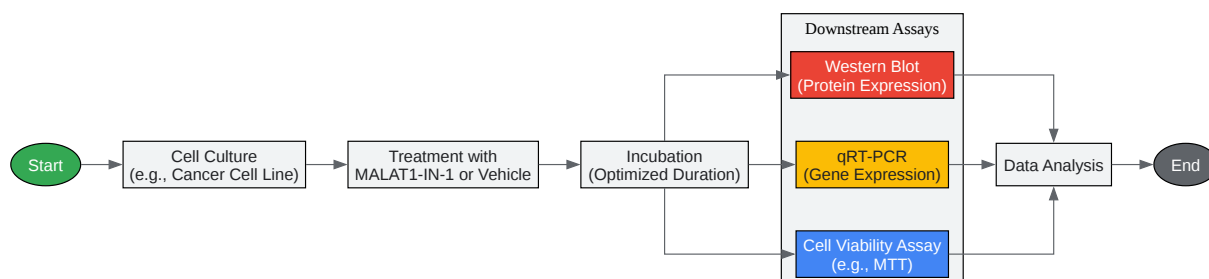 Downstream Assays
Western Blot
(Protein Expression)
Start
Cell Culture
(e.g., Cancer Cell Line)
Treatment with
MALAT1-IN-1 or Vehicle
Incubation
(Optimized Duration)
qRT-PCR
(Gene Expression)
Data Analysis
End
Cell Viability Assay
(e.g., MTT)